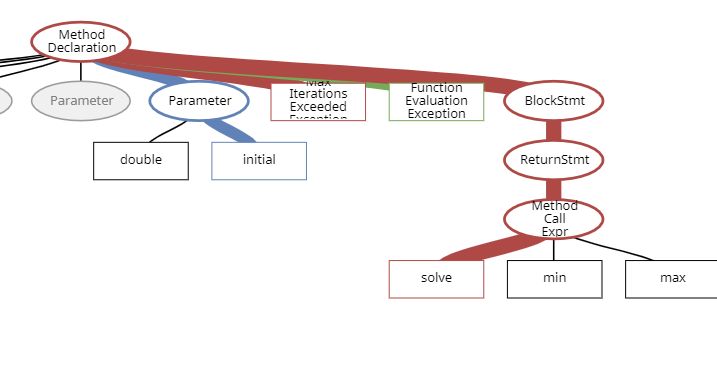 Method
Declaration
Parameter
Parameter
Max
Iterations
Exceeded
Exception
Function
Evaluation
Exception
BlockStmt
double
initial
ReturnStmt
Method
Call
Expr
solve
min
max